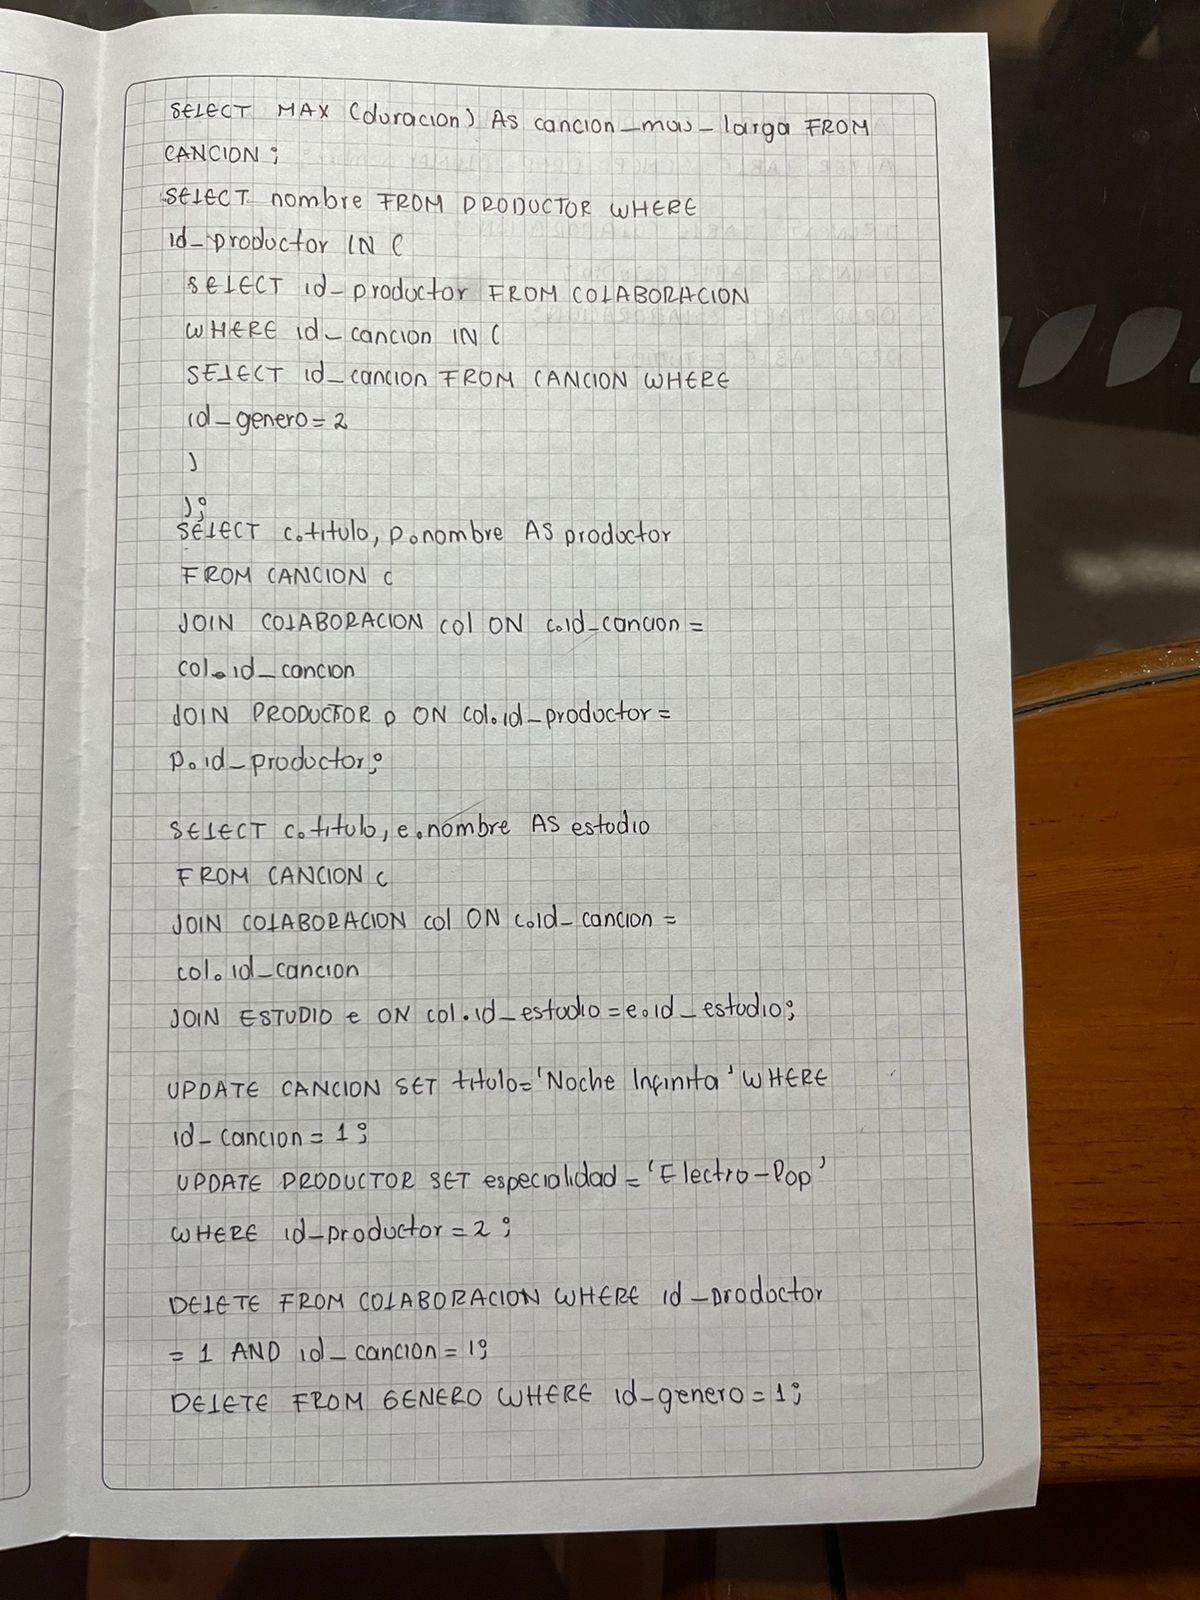 SELECT MAX (duracion) AS cancion_mas_larga FROM
CANCION;
SELECT nombre FROM PRODUCTOR WHERE
id_productor IN (
SELECT id_productor FROM COLABORACION
WHERE id_cancion IN (
SELECT id_cancion FROM CANCION WHERE
id_genero = 2
)
);
SELECT c.titulo, p.nombre AS productor
FROM CANCION c
JOIN COLABORACION col ON c.id_cancion =
col.id_cancion
JOIN PRODUCTOR p ON col.id_productor =
p.id_productor;
SELECT c.titulo, e.nombre AS estudio
FROM CANCION c
JOIN COLABORACION col ON c.id_cancion =
col.id_cancion
JOIN ESTUDIO e ON col.id_estudio = e.id_estudio;
UPDATE CANCION SET titulo = 'Noche Infinita' WHERE
id_cancion = 1;
UPDATE PRODUCTOR SET especialidad = 'Electro-Pop'
WHERE id_productor = 2;
DELETE FROM COLABORACION WHERE id_productor
= 1 AND id_cancion = 1;
DELETE FROM GENERO WHERE id_genero = 1;